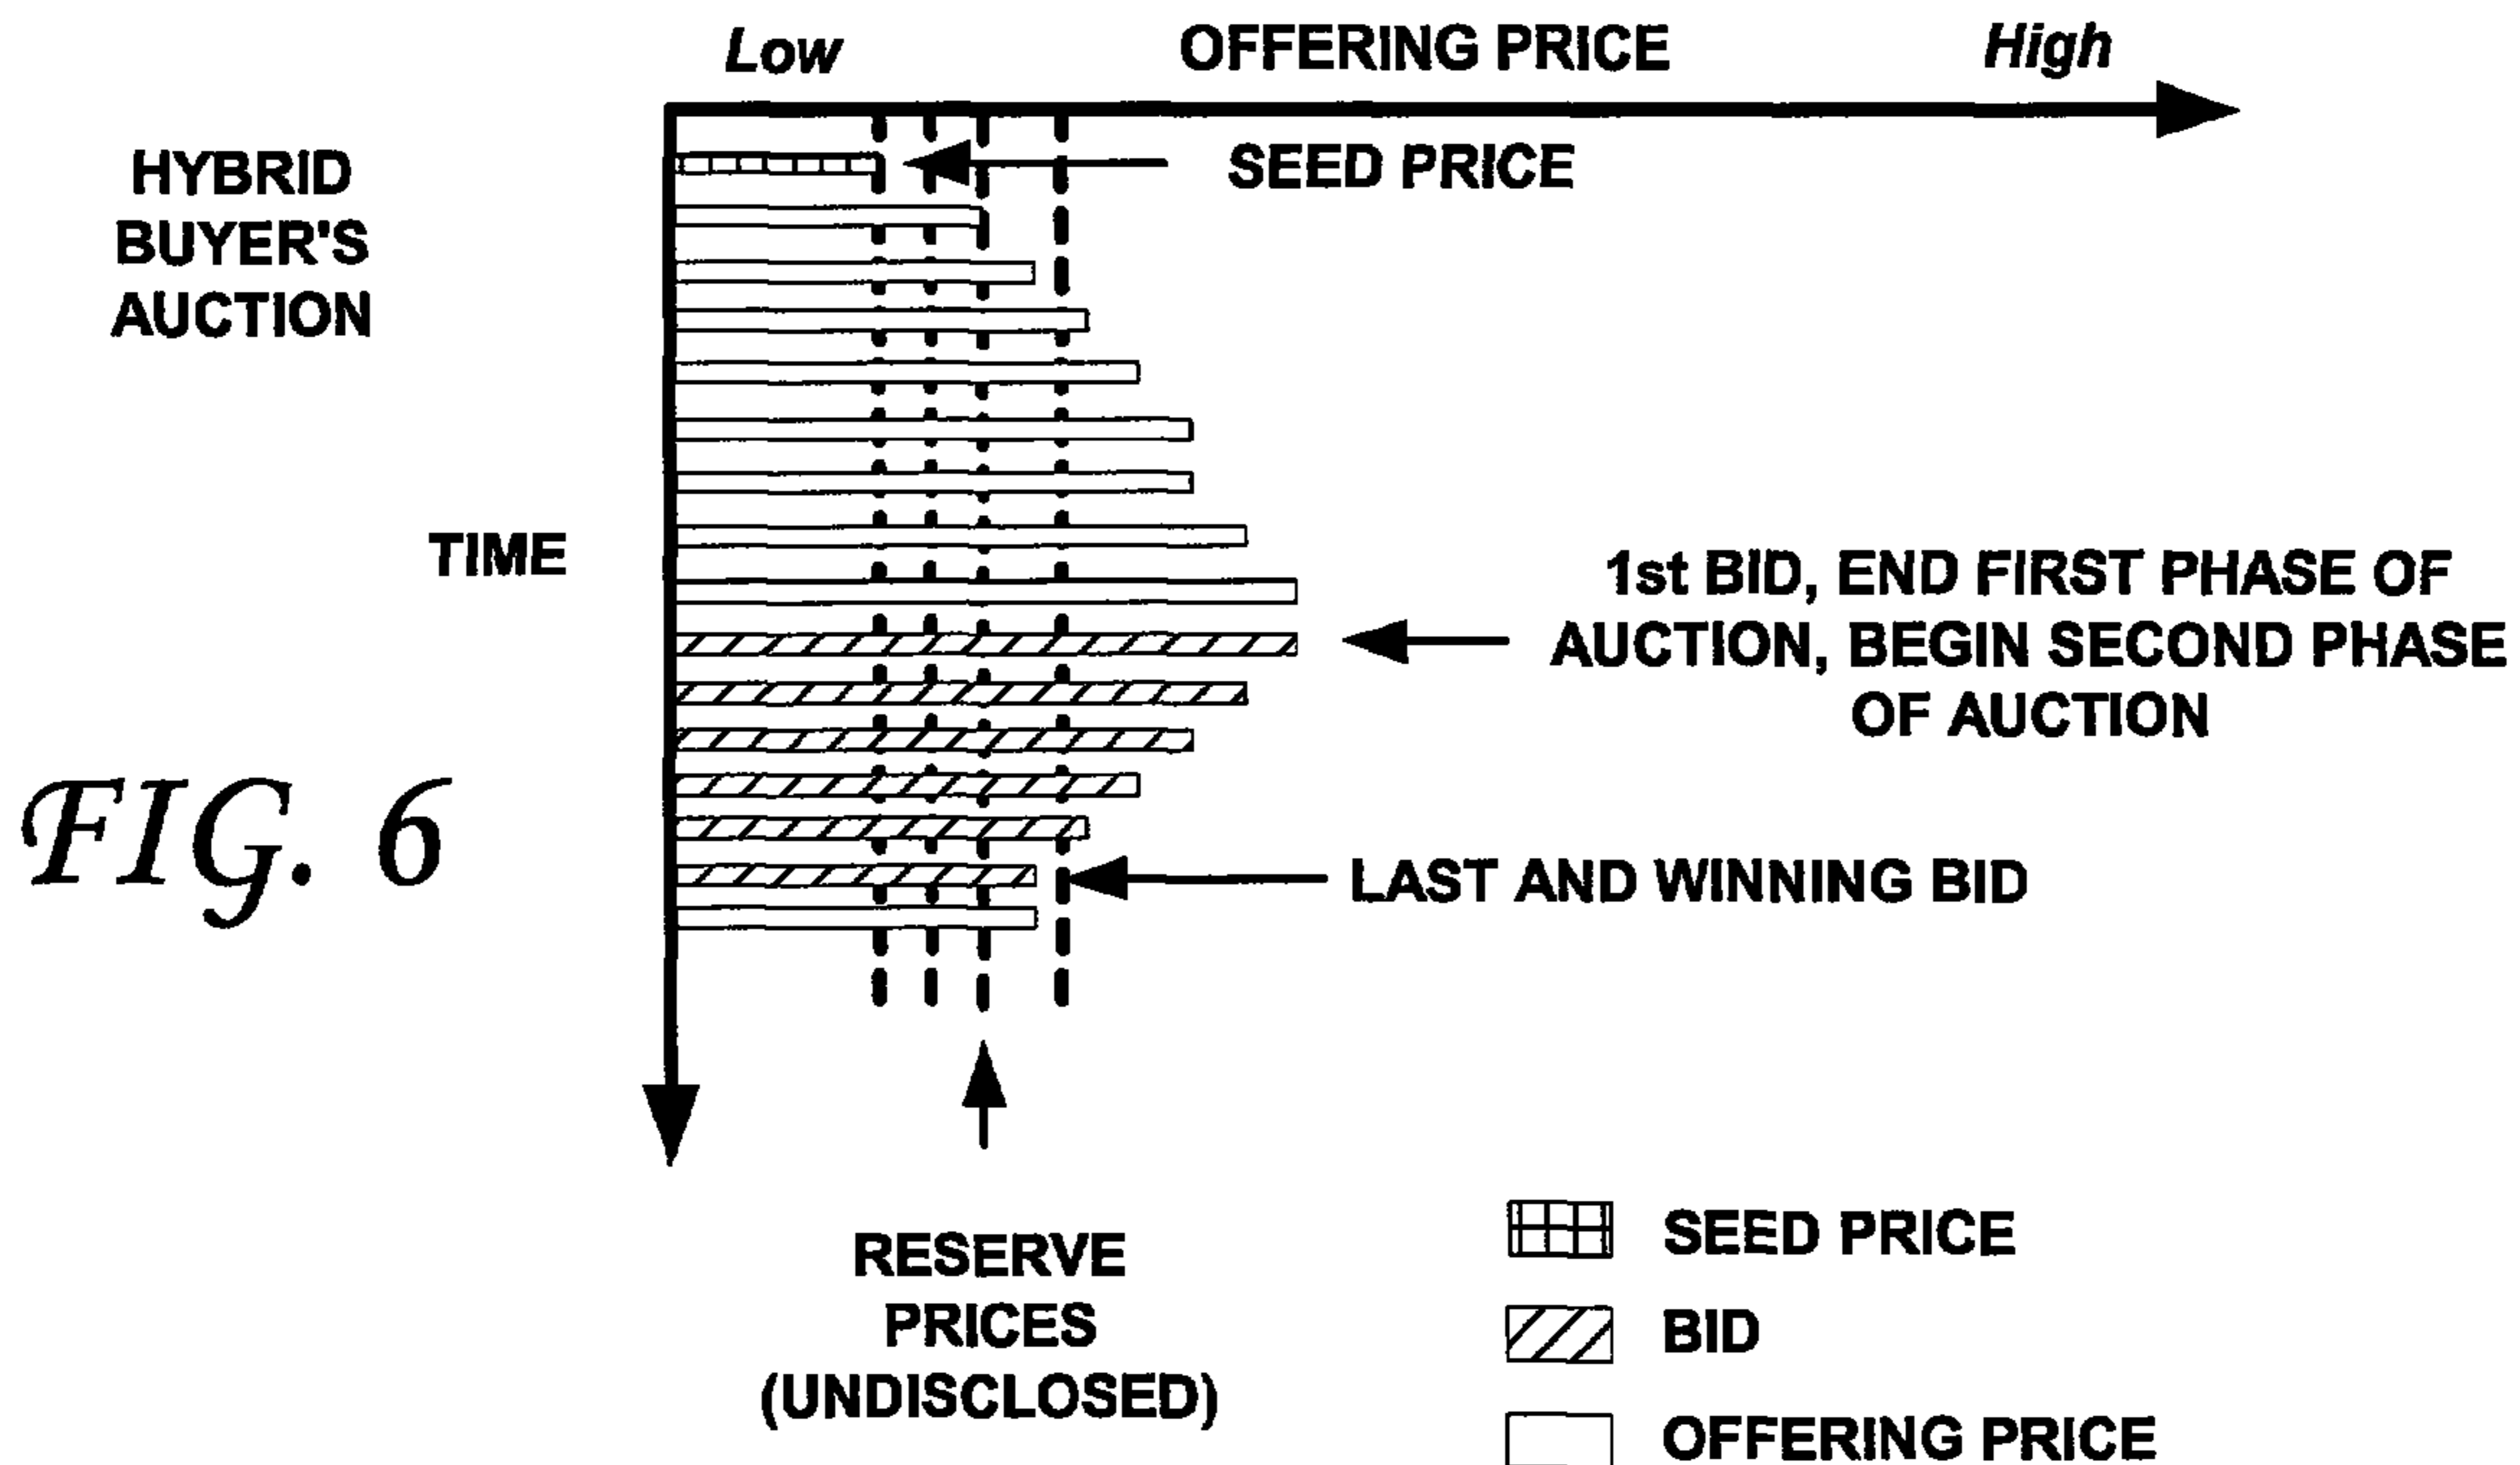 Low OFFERING PRICE High
HYBRID
BUYER'S
AUCTION
SEED PRICE
TIME
1st BID, END FIRST PHASE OF
AUCTION, BEGIN SECOND PHASE
OF AUCTION
FIG. 6
LAST AND WINNING BID
RESERVE
PRICES
(UNDISCLOSED)
SEED PRICE
BID
OFFERING PRICE